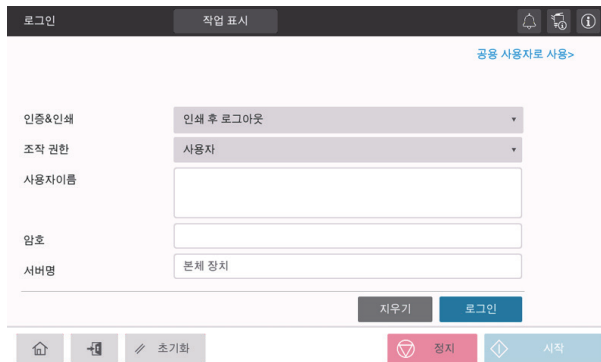 로그인 작업 표시
공용 사용자로 사용>
인증&인쇄 인쇄 후 로그아웃
조작 권한 사용자
사용자이름
암호
서버명 본체 장치
지우기 로그인
초기화 정지 시작